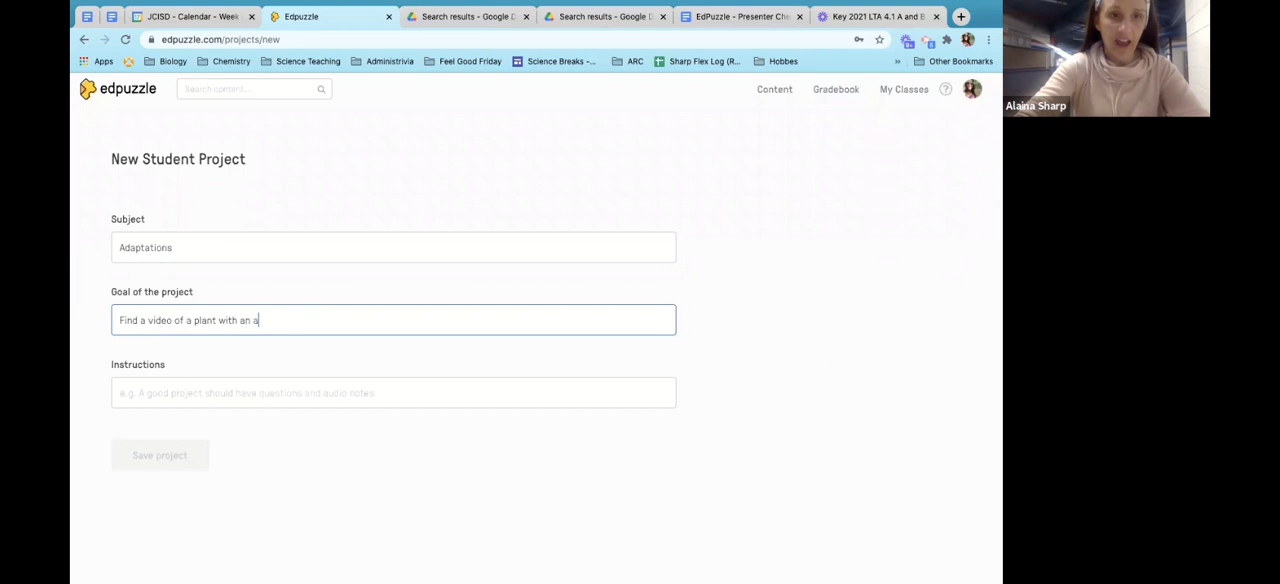 JCISD - Calendar - Week
Edpuzzle
Search results - Google D
Search results - Google D
EdPuzzle - Presenter Che
Key 2021 LTA 4.1 A and B
edpuzzle.com/projects/new
Apps
Biology
Chemistry
Science Teaching
Administrivia
Feel Good Friday
Science Breaks -...
ARC
Sharp Flex Log (R...
Hobbes
»
Other Bookmarks
edpuzzle
Search content...
Content
Gradebook
My Classes
?
Alaina Sharp
New Student Project
Subject
Adaptations
Goal of the project
Find a video of a plant with an a
Instructions
e.g. A good project should have questions and audio notes
Save project